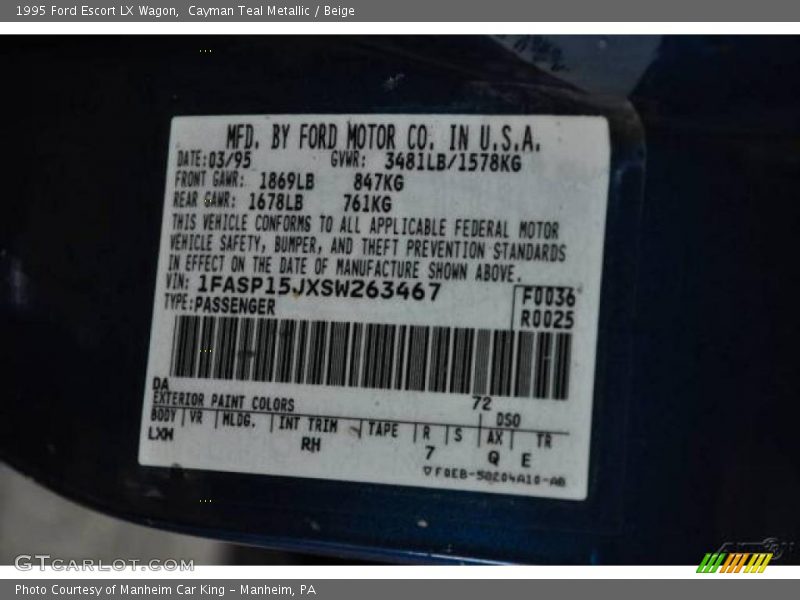 1995 Ford Escort LX Wagon,  Cayman Teal Metallic / Beige
MFD. BY FORD MOTOR CO. IN U.S.A.
DATE: 03/95 GVWR: 3481LB/1578KG
FRONT GAWR: 1869LB 847KG
REAR GAWR: 1678LB 761KG
THIS VEHICLE CONFORMS TO ALL APPLICABLE FEDERAL MOTOR
VEHICLE SAFETY, BUMPER, AND THEFT PREVENTION STANDARDS
IN EFFECT ON THE DATE OF MANUFACTURE SHOWN ABOVE.
VIN: 1FASP15JXSW263467 F0036
TYPE: PASSENGER R0025
DA 72
EXTERIOR PAINT COLORS DSO
BODY VR MLDG. INT TRIM TAPE R S AX TR
LXW RH 7 Q E
F0EB-50204A10-AB
GTCarLot.com
Photo Courtesy of Manheim Car King - Manheim, PA